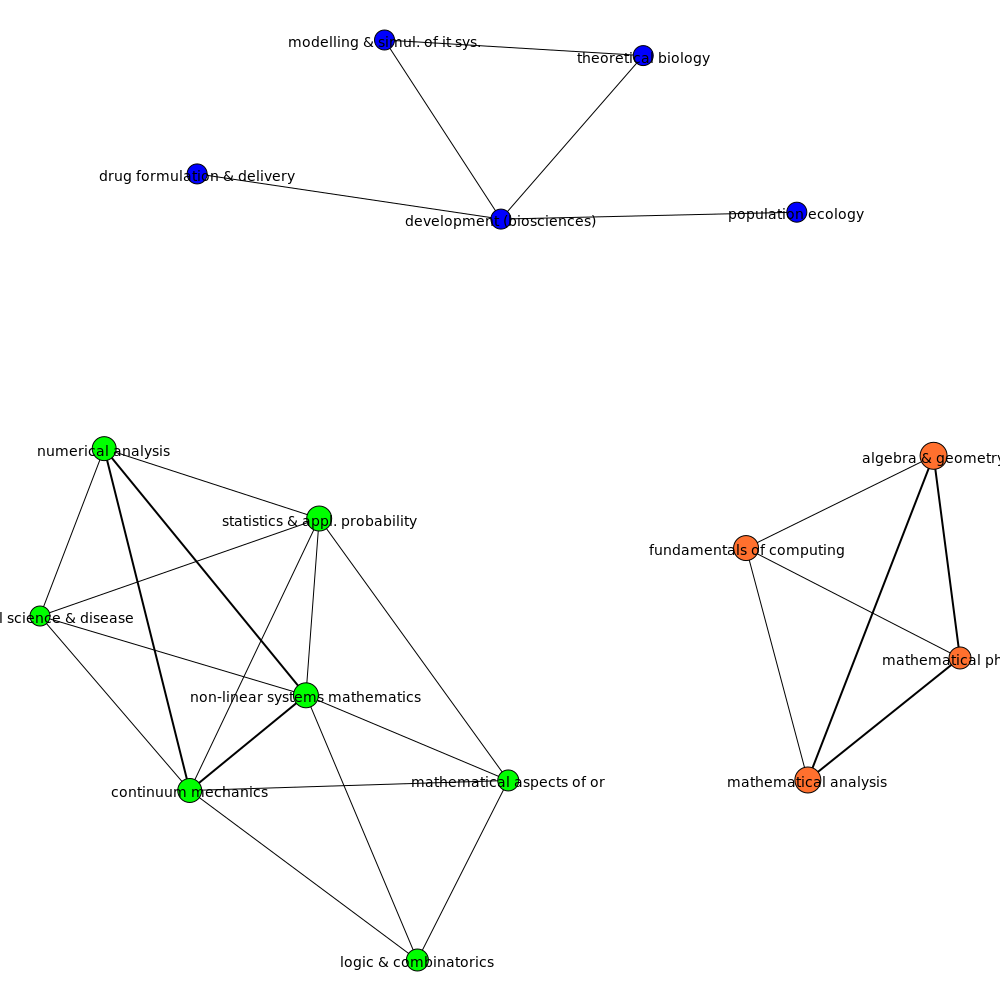 modelling & simul. of it sys.
theoretical biology
drug formulation & delivery
population ecology
development (biosciences)
numerical analysis
algebra & geometry
statistics & appl. probability
fundamentals of computing
l science & disease
mathematical ph
non-linear systems mathematics
mathematical aspects of or
mathematical analysis
continuum mechanics
logic & combinatorics